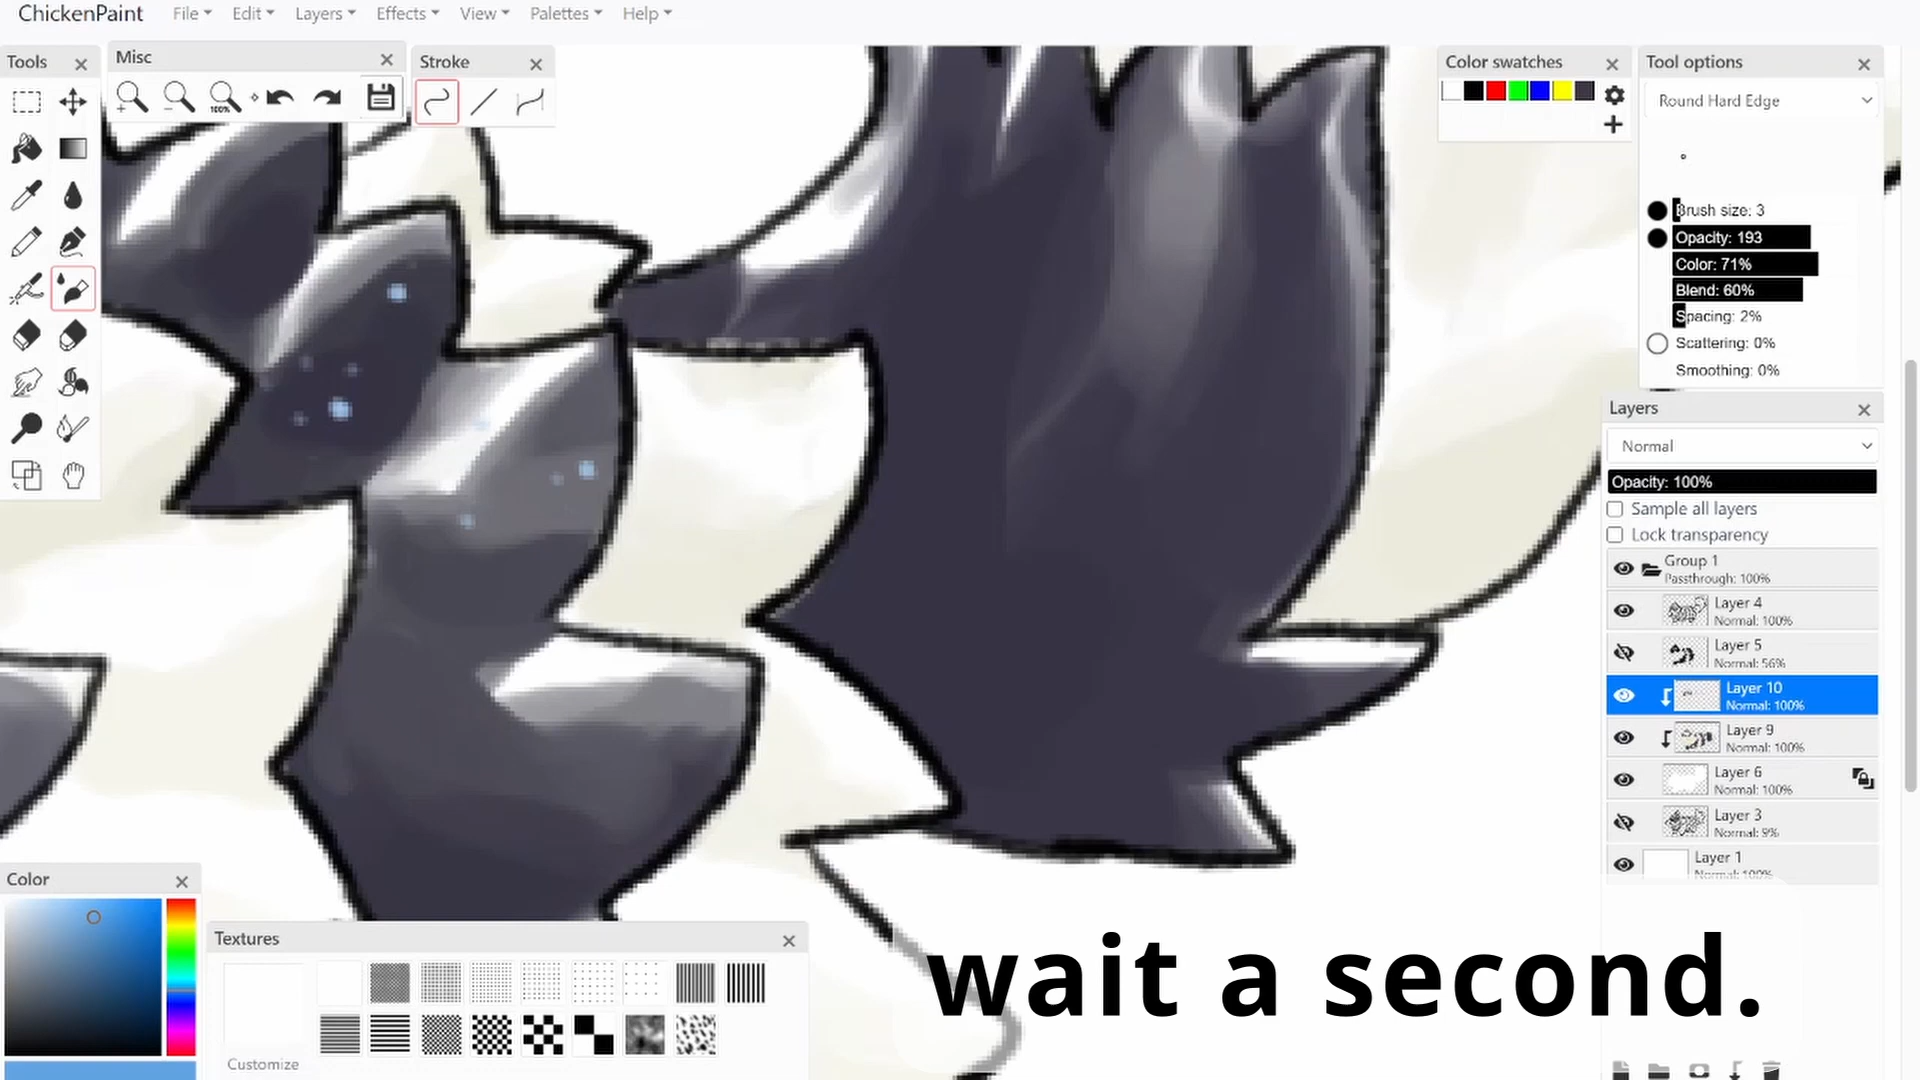 ChickenPaint File Edit Layers Effects View Palettes Help
Tools
Misc
Stroke
Color swatches
Tool options
100%
Round Hard Edge
Brush size: 3
Opacity: 193
Color: 71%
Blend: 60%
Spacing: 2%
Scattering: 0%
Smoothing: 0%
Layers
Normal
Opacity: 100%
Sample all layers
Lock transparency
Group 1
Passthrough: 100%
Layer 4
Normal: 100%
Layer 5
Normal: 56%
Layer 10
Normal: 100%
Layer 9
Normal: 100%
Layer 6
Normal: 100%
Layer 3
Normal: 9%
Layer 1
Normal: 100%
Color
Textures
Customize
wait a second.